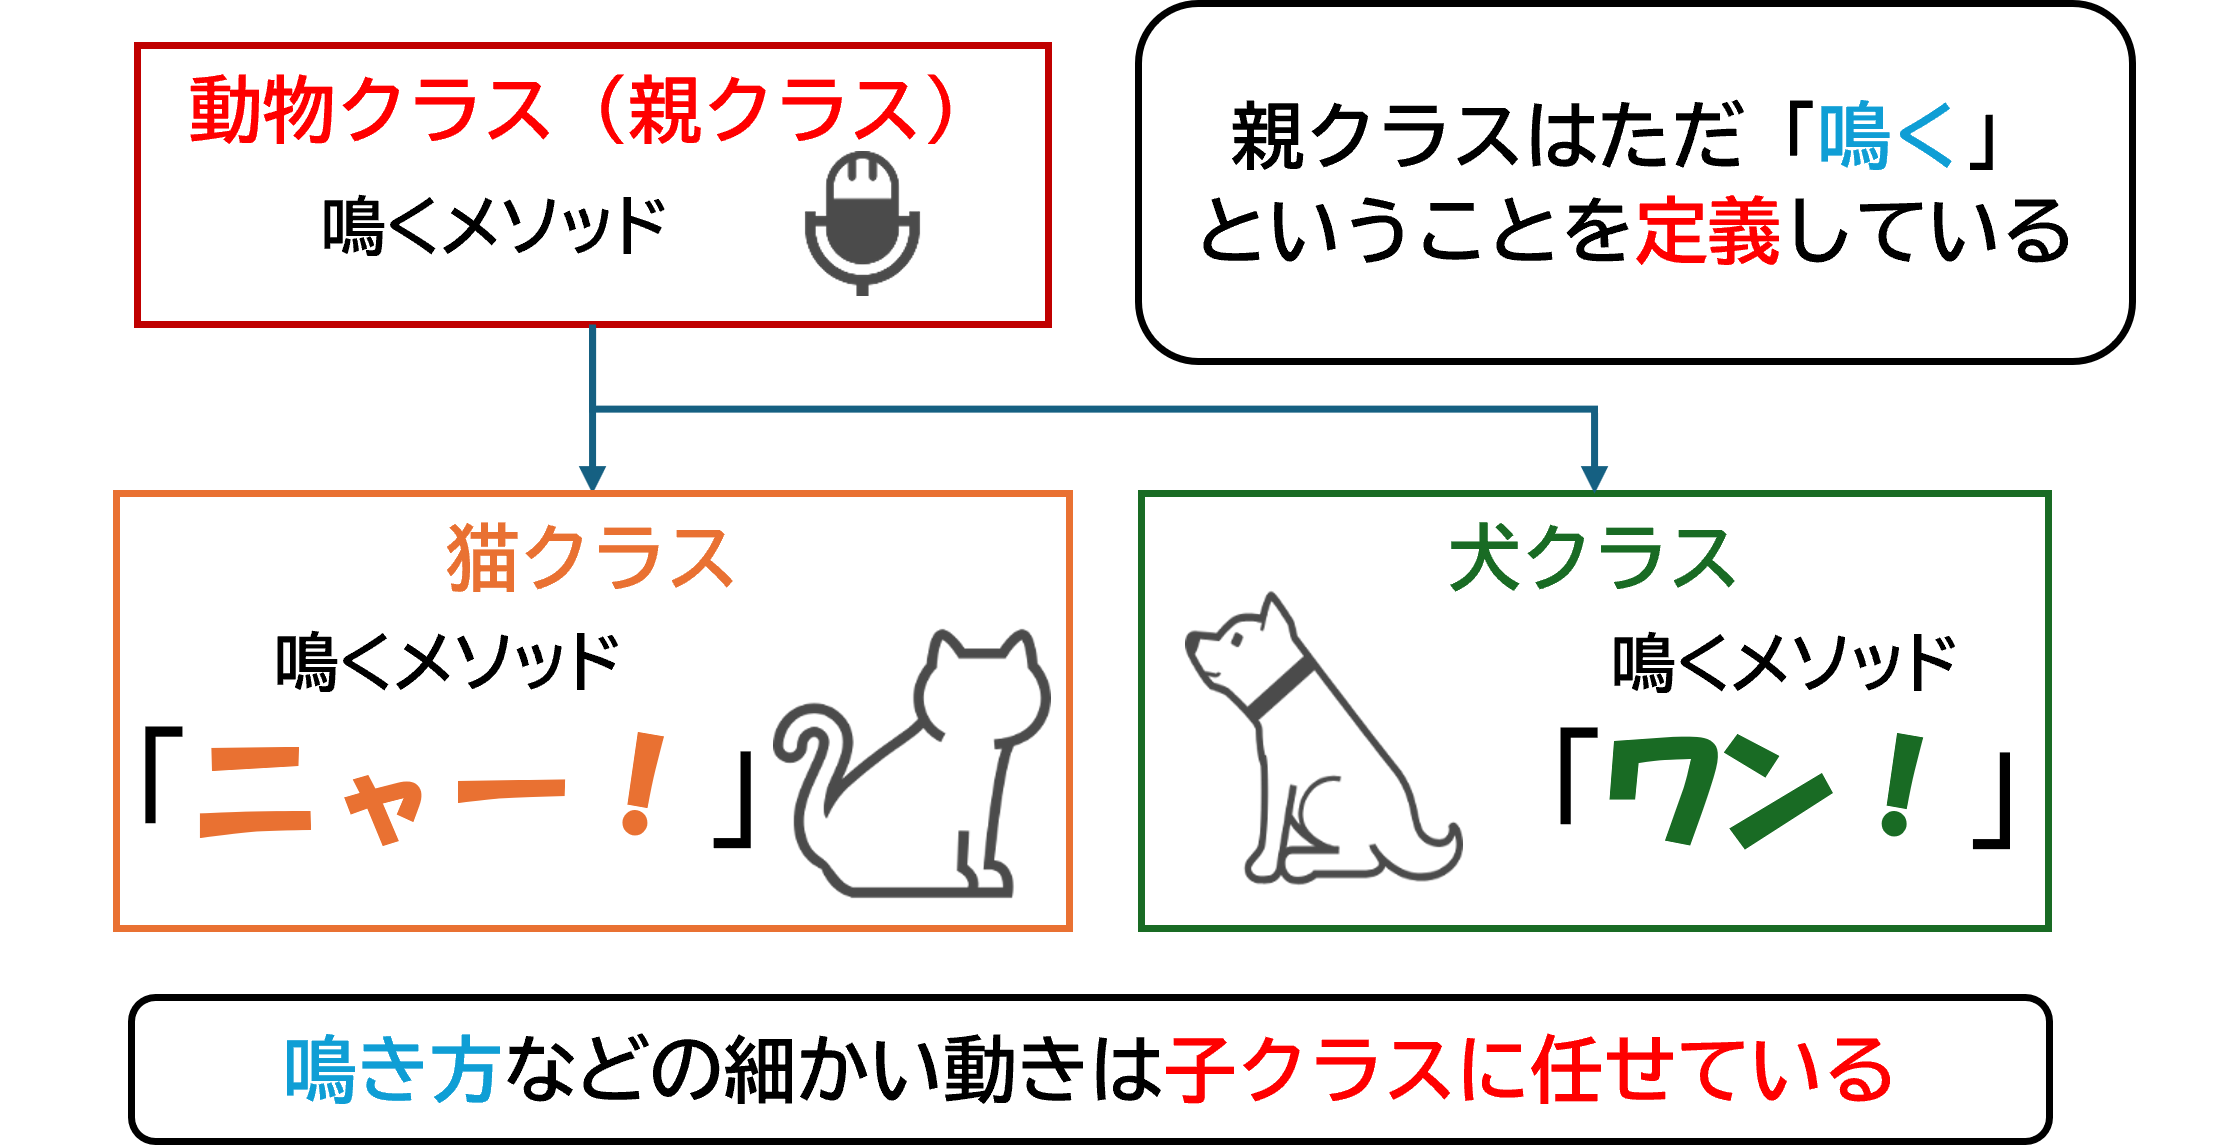 動物クラス（親クラス）
鳴くメソッド
親クラスはただ「鳴く」
ということを定義している
猫クラス
鳴くメソッド
「ニャー！」
犬クラス
鳴くメソッド
「ワン！」
鳴き方などの細かい動きは子クラスに任せている